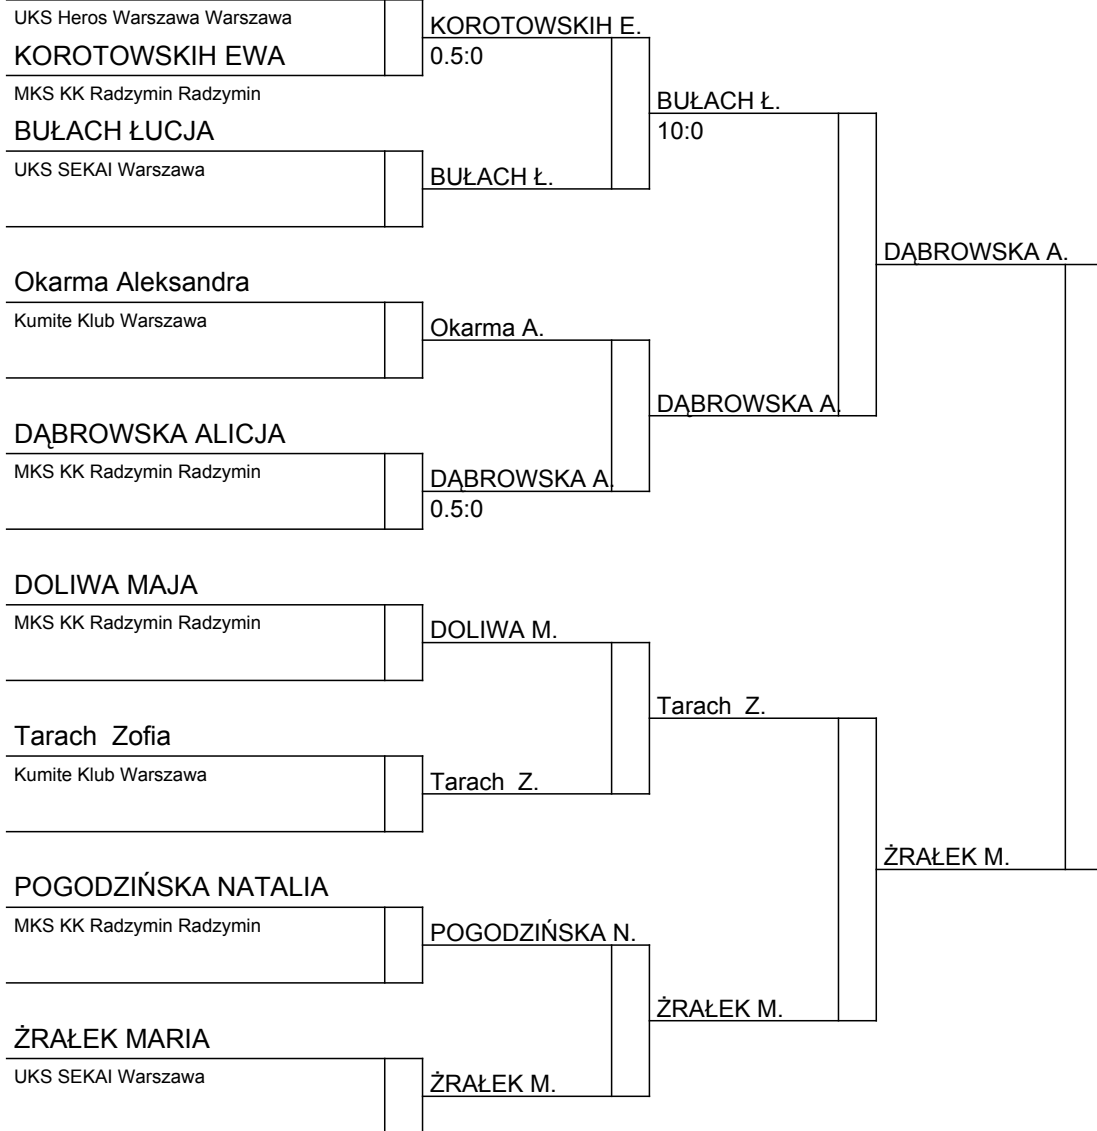 UKS Heros Warszawa Warszawa
KOROTOWSKIH EWA
MKS KK Radzymin Radzymin
BUŁACH ŁUCJA
UKS SEKAI Warszawa
Okarma Aleksandra
Kumite Klub Warszawa
DĄBROWSKA ALICJA
MKS KK Radzymin Radzymin
DOLIWA MAJA
MKS KK Radzymin Radzymin
Tarach  Zofia
Kumite Klub Warszawa
POGODZIŃSKA NATALIA
MKS KK Radzymin Radzymin
ŻRAŁEK MARIA
UKS SEKAI Warszawa
KOROTOWSKIH E.
0.5:0
BUŁACH Ł.
Okarma A.
DĄBROWSKA A.
0.5:0
DOLIWA M.
Tarach  Z.
POGODZIŃSKA N.
ŻRAŁEK M.
BUŁACH Ł.
10:0
DĄBROWSKA A.
Tarach  Z.
ŻRAŁEK M.
DĄBROWSKA A.
ŻRAŁEK M.